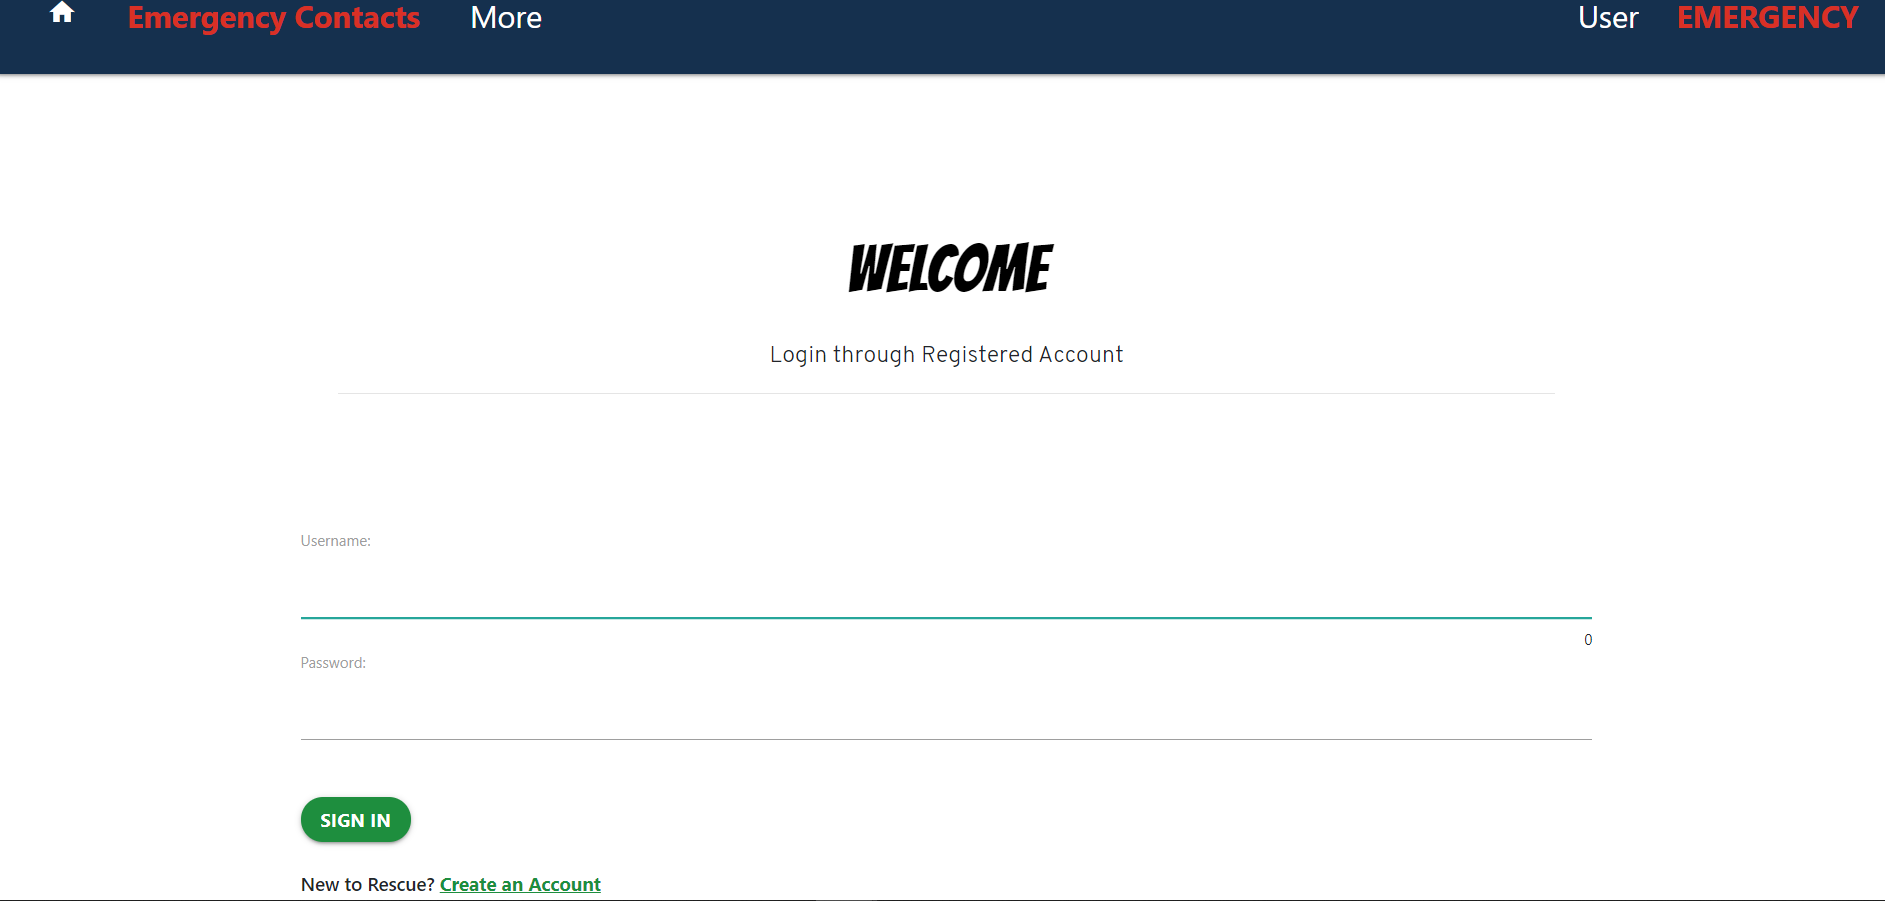 Emergency Contacts More User EMERGENCY
WELCOME
Login through Registered Account
Username:
0
Password:
SIGN IN
New to Rescue? Create an Account